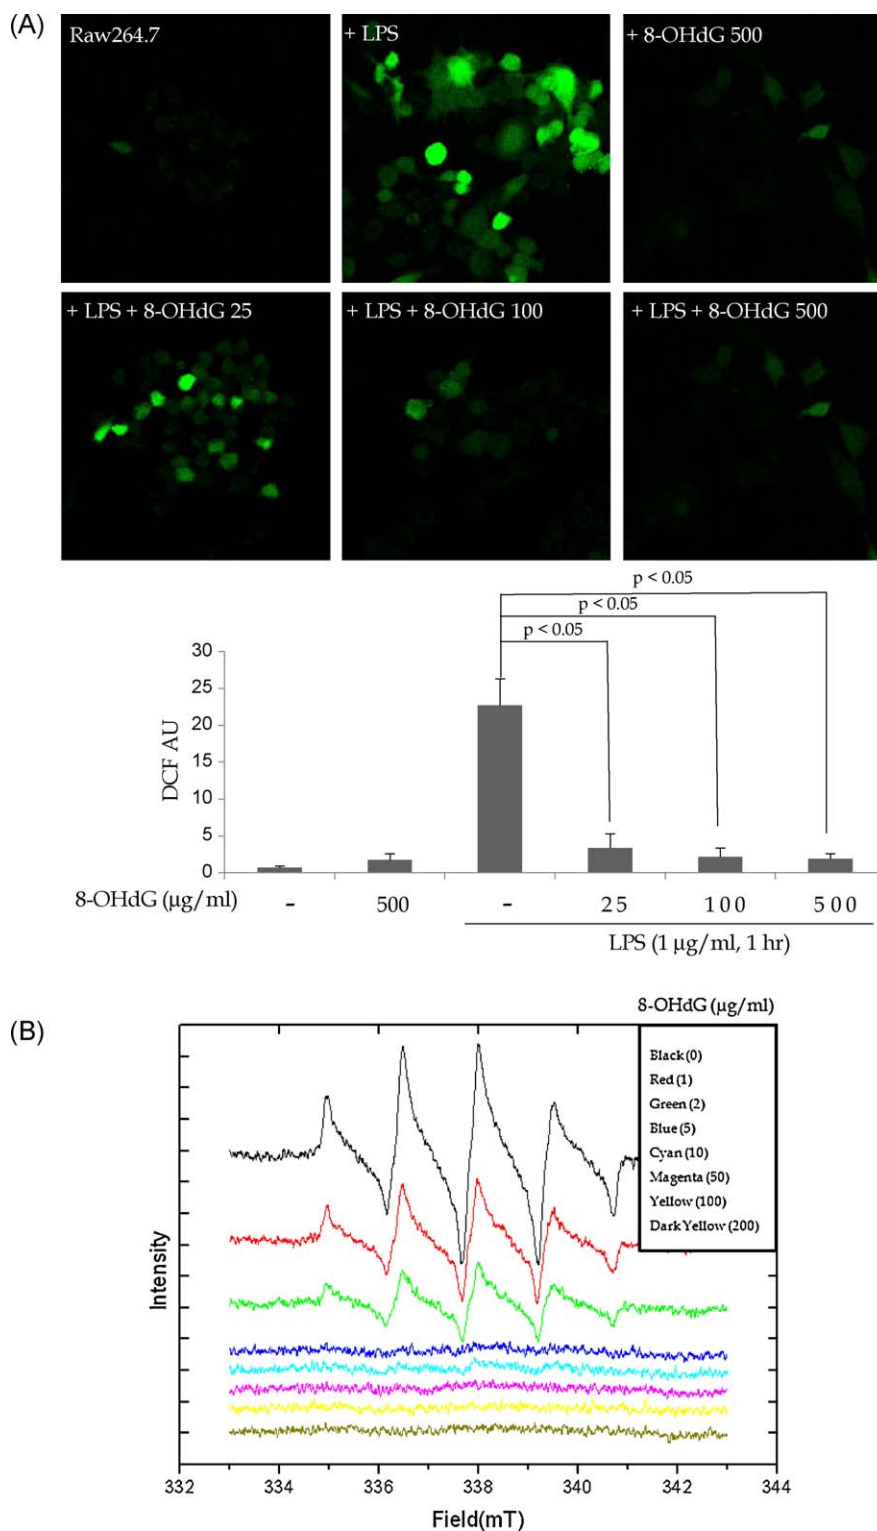 (A)
Raw264.7
+ LPS
+ 8-OHdG 500
+ LPS + 8-OHdG 25
+ LPS + 8-OHdG 100
+ LPS + 8-OHdG 500
p < 0.05
p < 0.05
p < 0.05
30
25
20
15
10
5
0
DCF AU
8-OHdG (µg/ml) - 500 - 25 100 500
LPS (1 µg/ml, 1 hr)
(B)
8-OHdG (µg/ml)
Black (0)
Red (1)
Green (2)
Blue (5)
Cyan (10)
Magenta (50)
Yellow (100)
Dark Yellow (200)
Intensity
332 334 336 338 340 342 344
Field(mT)